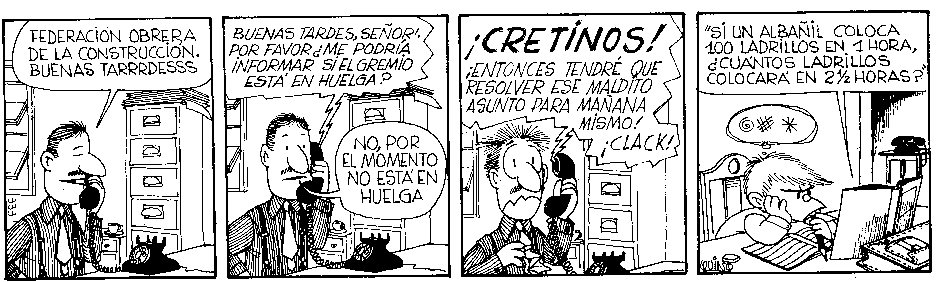 FEDERACIÓN OBRERA
DE LA CONSTRUCCIÓN.
BUENAS TARRRDESSS
BUENAS TARDES, SEÑOR!.
POR FAVOR ¿ME PODRÍA
INFORMAR SI EL GREMIO
ESTÁ EN HUELGA?
NO, POR
EL MOMENTO
NO ESTÁ EN
HUELGA
¡CRETINOS!
¡ENTONCES TENDRÉ QUE
RESOLVER ESE MALDITO
ASUNTO PARA MAÑANA
MISMO!
¡CLACK!
"SI UN ALBAÑIL COLOCA
100 LADRILLOS EN 1 HORA,
¿CUANTOS LADRILLOS
COLOCARÁ EN 2½ HORAS?"
QUINO